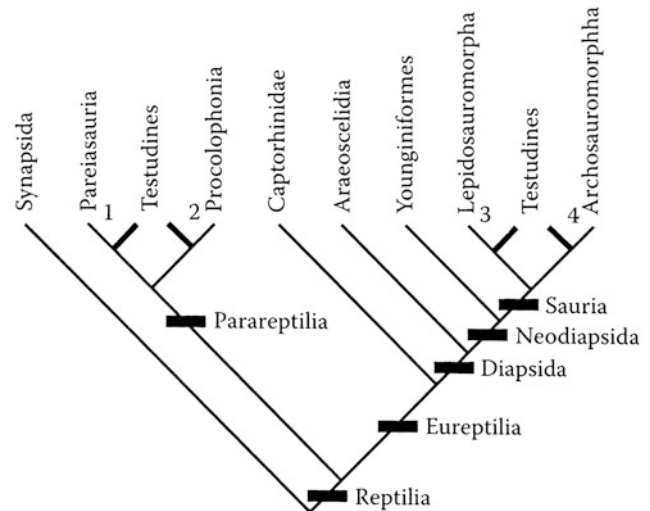 Synapsida
Pareiasauria
1
Testudines
2
Procolophonia
Captorhinidae
Araeoscelidia
Younginiformes
Lepidosauromorpha
3
Testudines
4
Archosauromorphha
Sauria
Parareptilia
Neodiapsida
Diapsida
Eureptilia
Reptilia